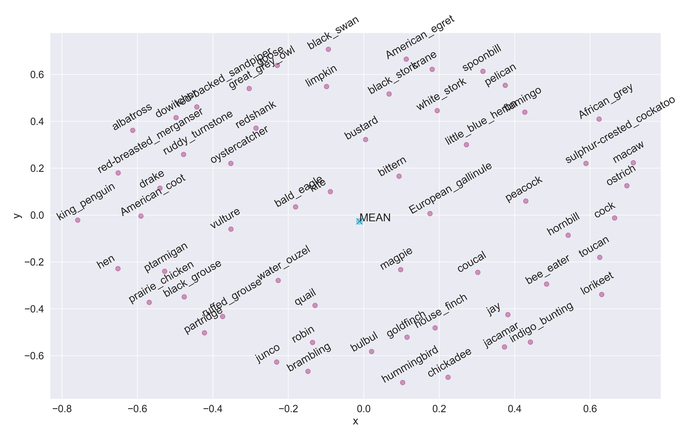 black_swan
American_egret
goose
great_grey_owl
red-backed_sandpiper
dowitcher
limpkin
black_stork
crane
spoonbill
pelican
white_stork
flamingo
little_blue_heron
African_grey
albatross
red-breasted_merganser
ruddy_turnstone
redshank
oystercatcher
bustard
sulphur-crested_cockatoo
macaw
ostrich
drake
American_coot
king_penguin
bald_eagle
kite
bittern
European_gallinule
peacock
cock
vulture
MEAN
hornbill
toucan
hen
ptarmigan
prairie_chicken
black_grouse
water_ouzel
magpie
coucal
bee_eater
lorikeet
ruffed_grouse
partridge
quail
house_finch
goldfinch
jay
indigo_bunting
jacamar
robin
bulbul
junco
brambling
hummingbird
chickadee
y
0.6
0.4
0.2
0.0
−0.2
−0.4
−0.6
−0.8
−0.6
−0.4
−0.2
0.0
0.2
0.4
0.6
x